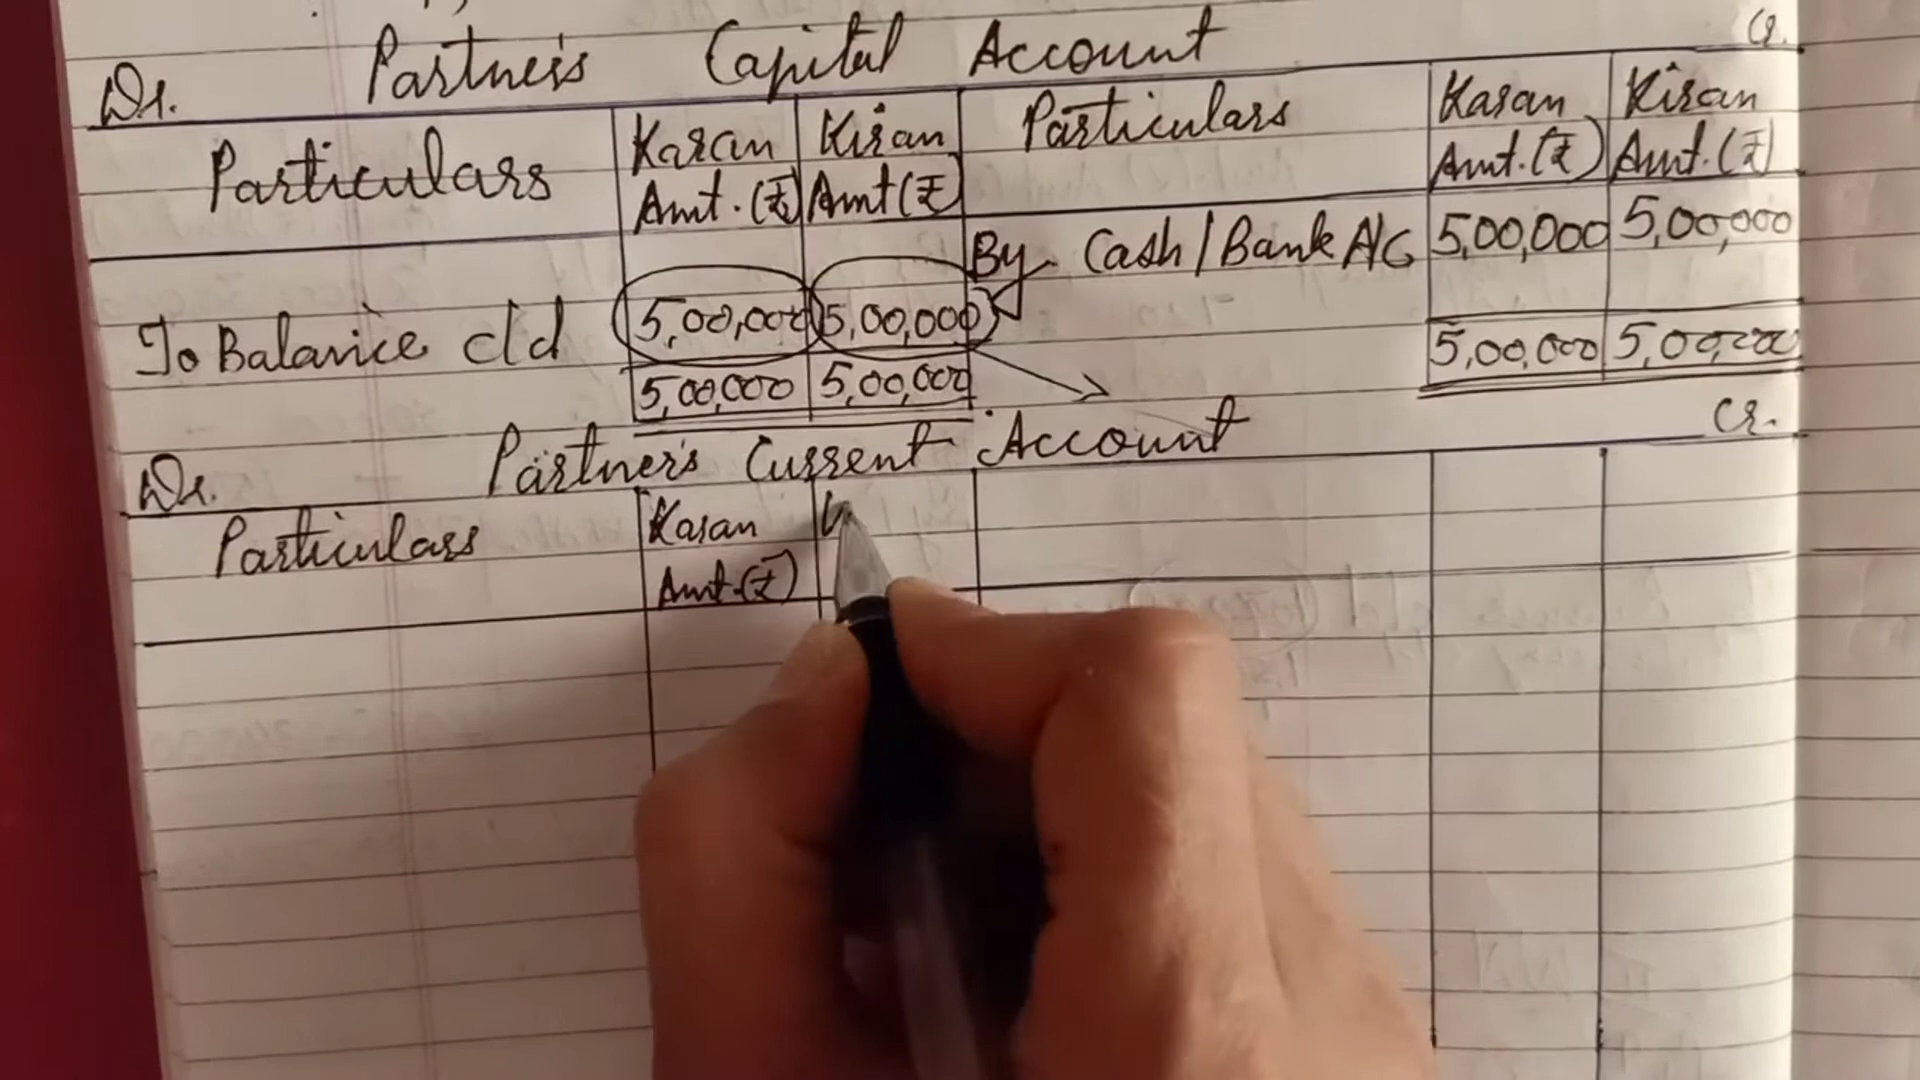 Dr. Partner's Capital Account Cr.
Particulars Karan Kiran Particulars Karan Kiran
Amt.(₹) Amt(₹) Amt.(₹) Amt.(₹)
By Cash/Bank A/C 5,00,000 5,00,000
To Balance c/d 5,00,000 5,00,000
5,00,000 5,00,000 5,00,000 5,00,000
Dr. Partner's Current Account Cr.
Particulars Karan K
Amt.(₹)